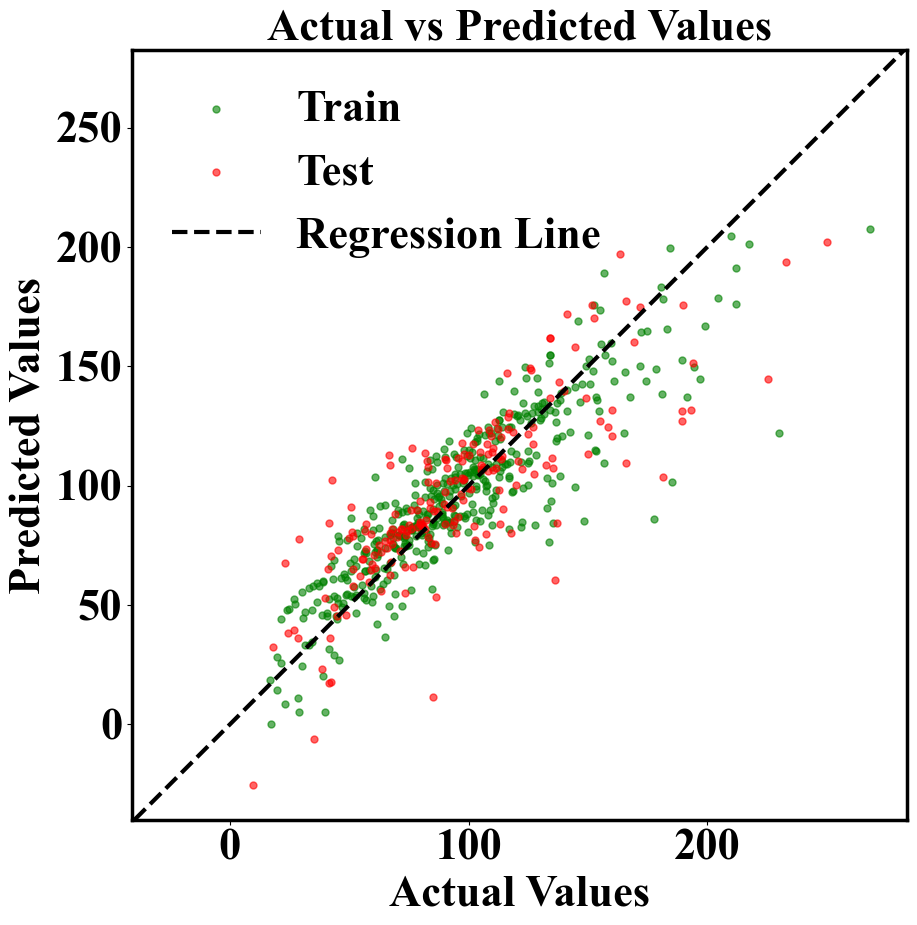 Actual vs Predicted Values
Train
Test
Regression Line
250
200
150
100
50
0
Predicted Values
0 100 200
Actual Values